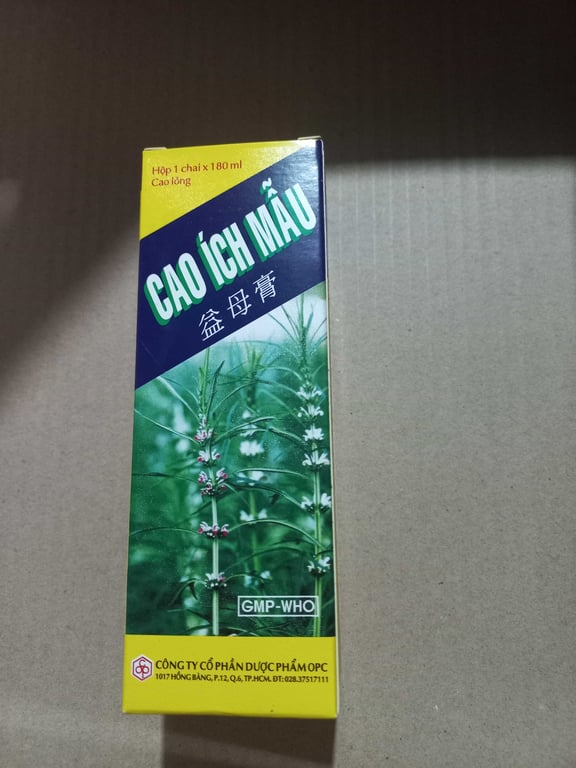 Hộp 1 chai x 180 ml
Cao lỏng
CAO ÍCH MẪU
益母膏
GMP-WHO
OPC
CÔNG TY CỔ PHẦN DƯỢC PHẨM OPC
1017 HỒNG BÀNG, P.12, Q.6, TP.HCM. ĐT: 028.37517111